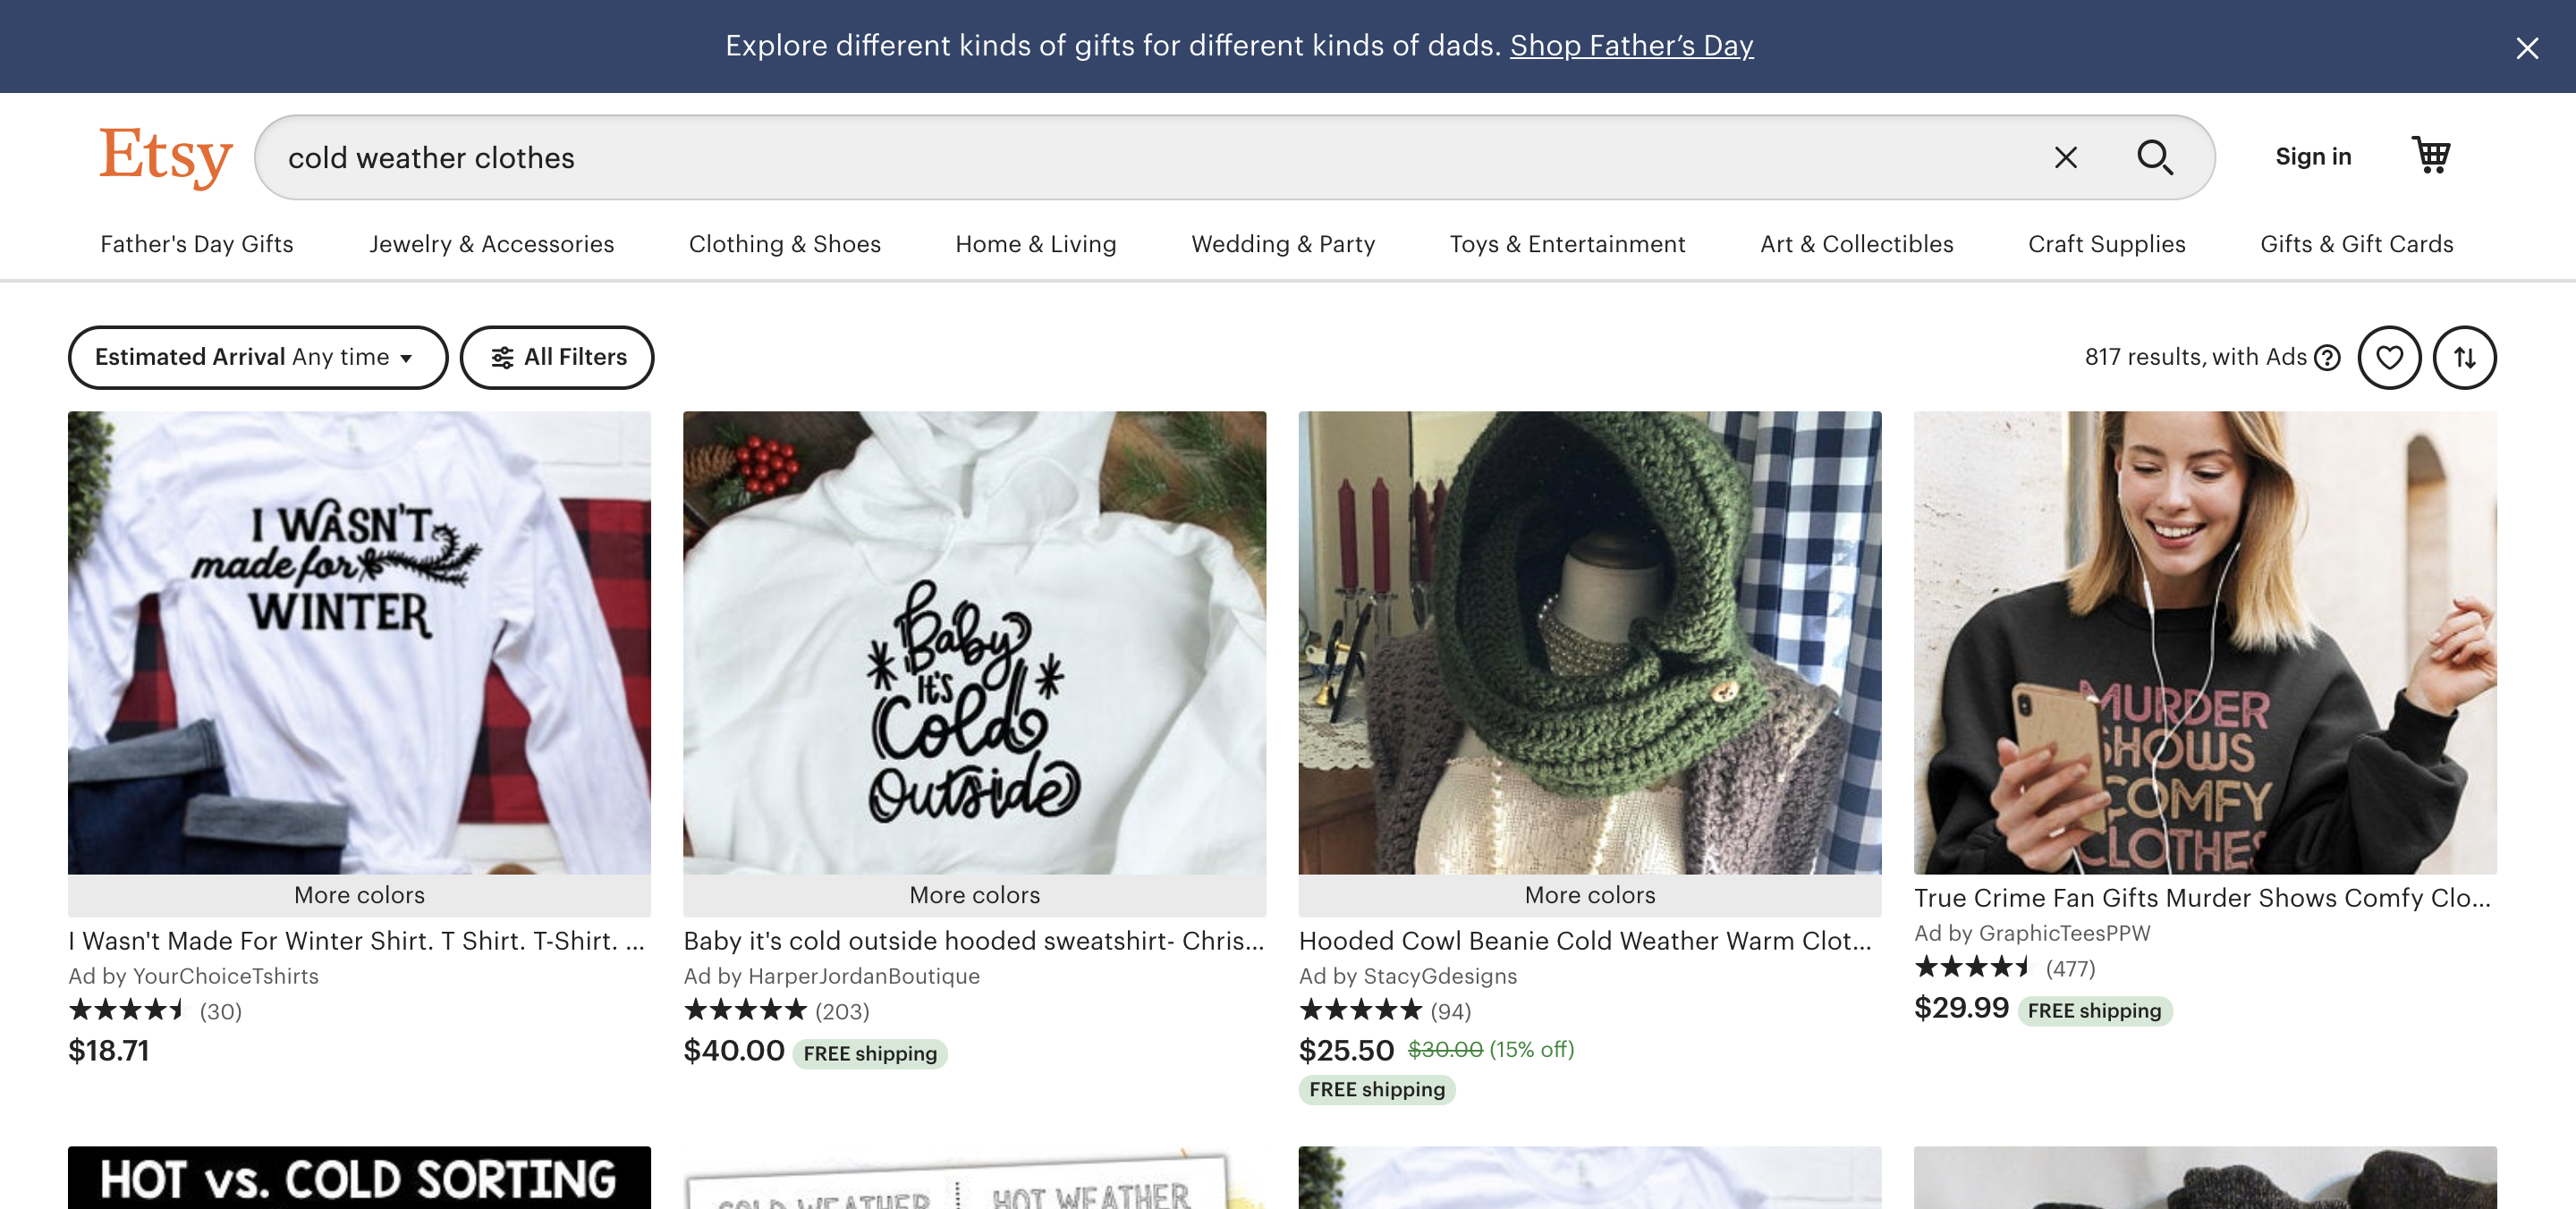 Explore different kinds of gifts for different kinds of dads. Shop Father’s Day
Etsy
cold weather clothes
Sign in
Father's Day Gifts
Jewelry & Accessories
Clothing & Shoes
Home & Living
Wedding & Party
Toys & Entertainment
Art & Collectibles
Craft Supplies
Gifts & Gift Cards
Estimated Arrival Any time
All Filters
817 results, with Ads
I WASN'T
made for
WINTER
More colors
I Wasn't Made For Winter Shirt. T Shirt. T-Shirt. ...
Ad by YourChoiceTshirts
(30)
$18.71
Baby
It's
Cold
Outside
More colors
Baby it's cold outside hooded sweatshirt- Chris...
Ad by HarperJordanBoutique
(203)
$40.00 FREE shipping
More colors
Hooded Cowl Beanie Cold Weather Warm Clot...
Ad by StacyGdesigns
(94)
$25.50 $30.00 (15% off)
FREE shipping
MURDER
SHOWS
COMFY
CLOTHES
True Crime Fan Gifts Murder Shows Comfy Clo...
Ad by GraphicTeesPPW
(477)
$29.99 FREE shipping
HOT vs. COLD SORTING
COLD WEATHER
HOT WEATHER